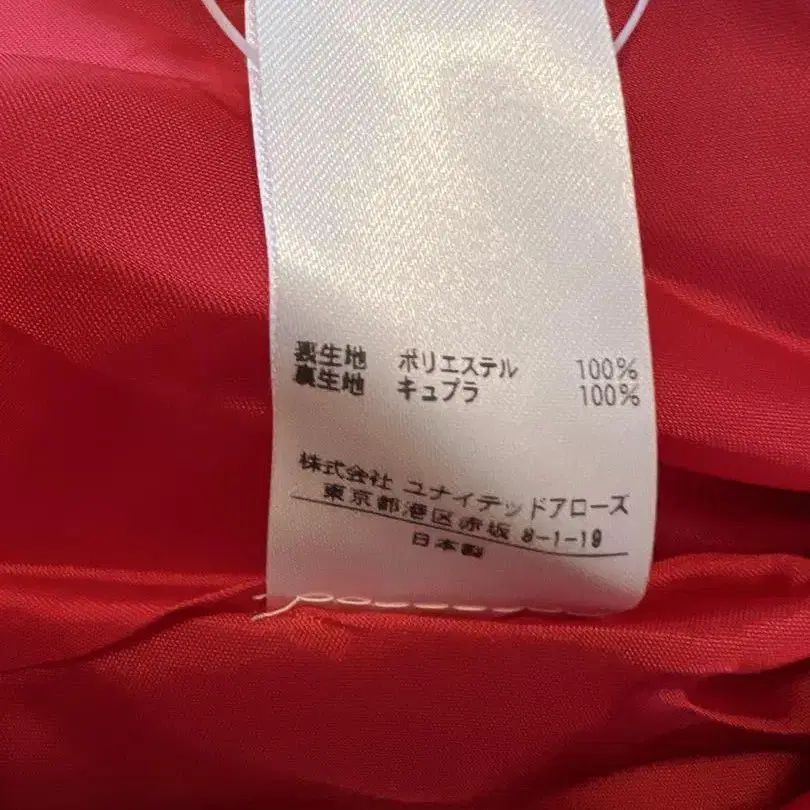 表生地 ポリエステル 100%
裏生地 キュプラ 100%
株式会社 ユナイテッドアローズ
東京都港区赤坂 8-1-19
日本製